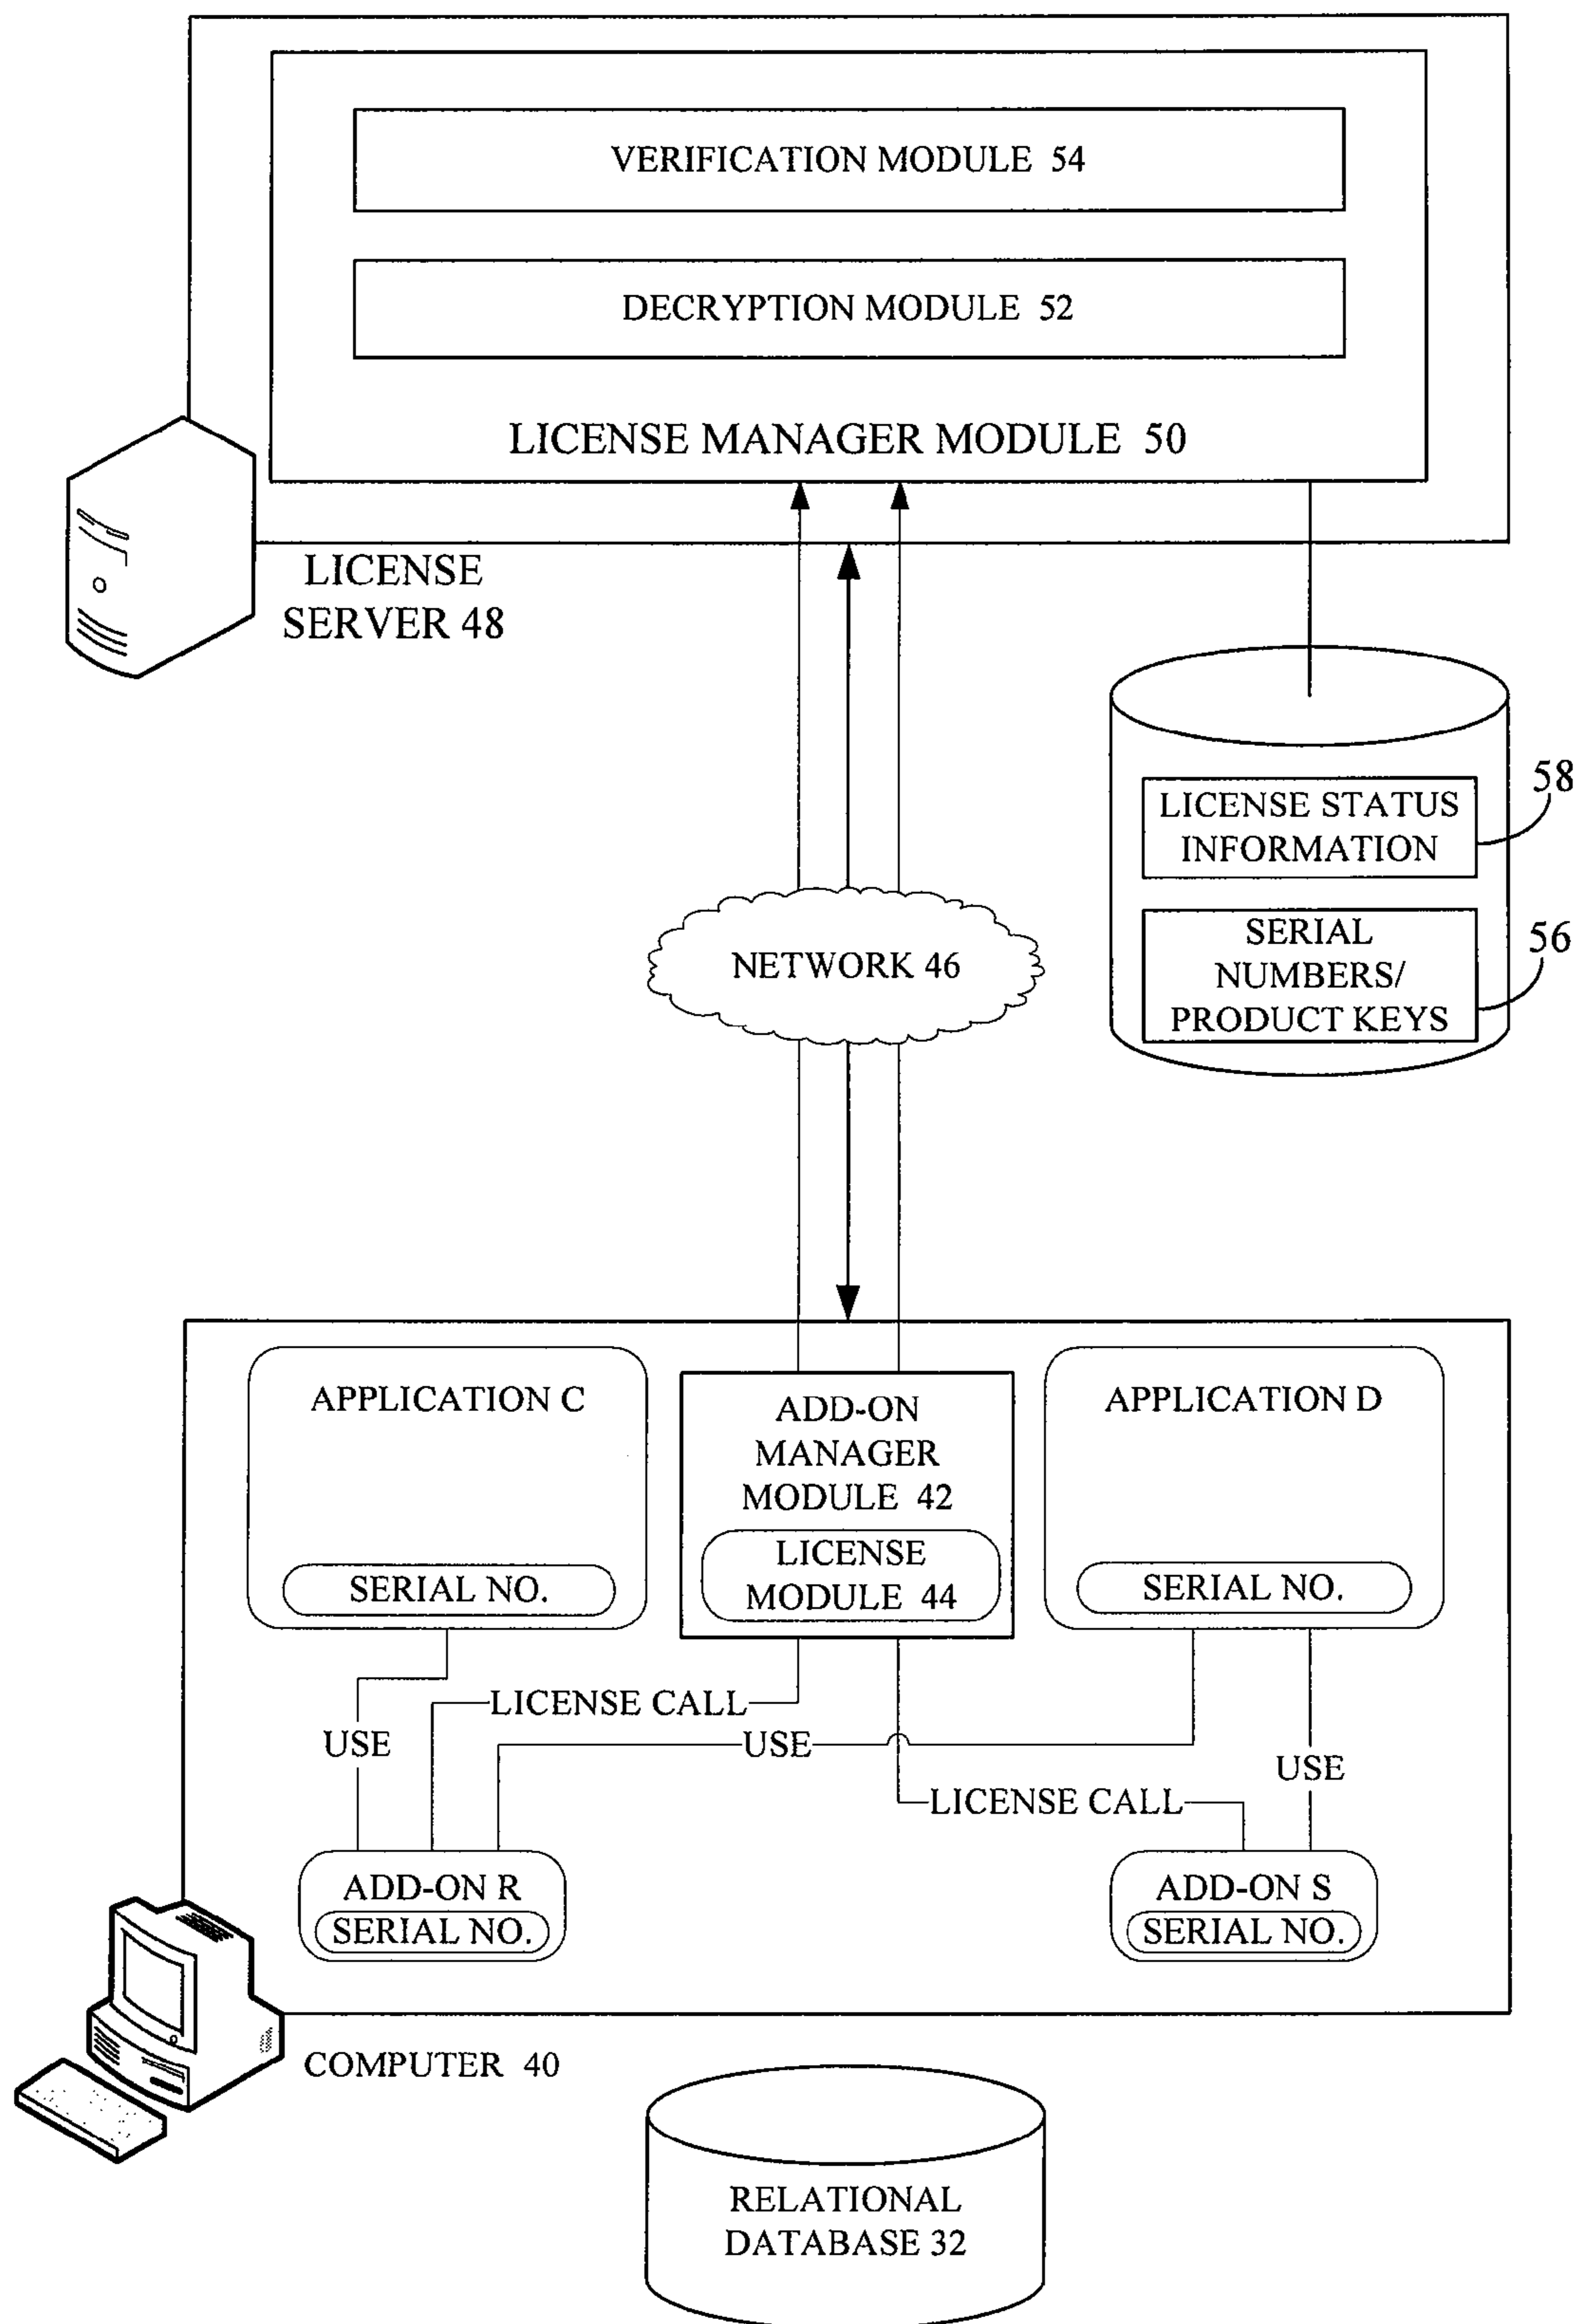 VERIFICATION MODULE 54
DECRYPTION MODULE 52
LICENSE MANAGER MODULE 50
LICENSE
SERVER 48
58
LICENSE STATUS
INFORMATION
56
SERIAL
NUMBERS/
PRODUCT KEYS
NETWORK 46
APPLICATION C
SERIAL NO.
ADD-ON
MANAGER
MODULE 42
LICENSE
MODULE 44
APPLICATION D
SERIAL NO.
LICENSE CALL
USE
USE
USE
LICENSE CALL
ADD-ON R
SERIAL NO.
ADD-ON S
SERIAL NO.
COMPUTER 40
RELATIONAL
DATABASE 32